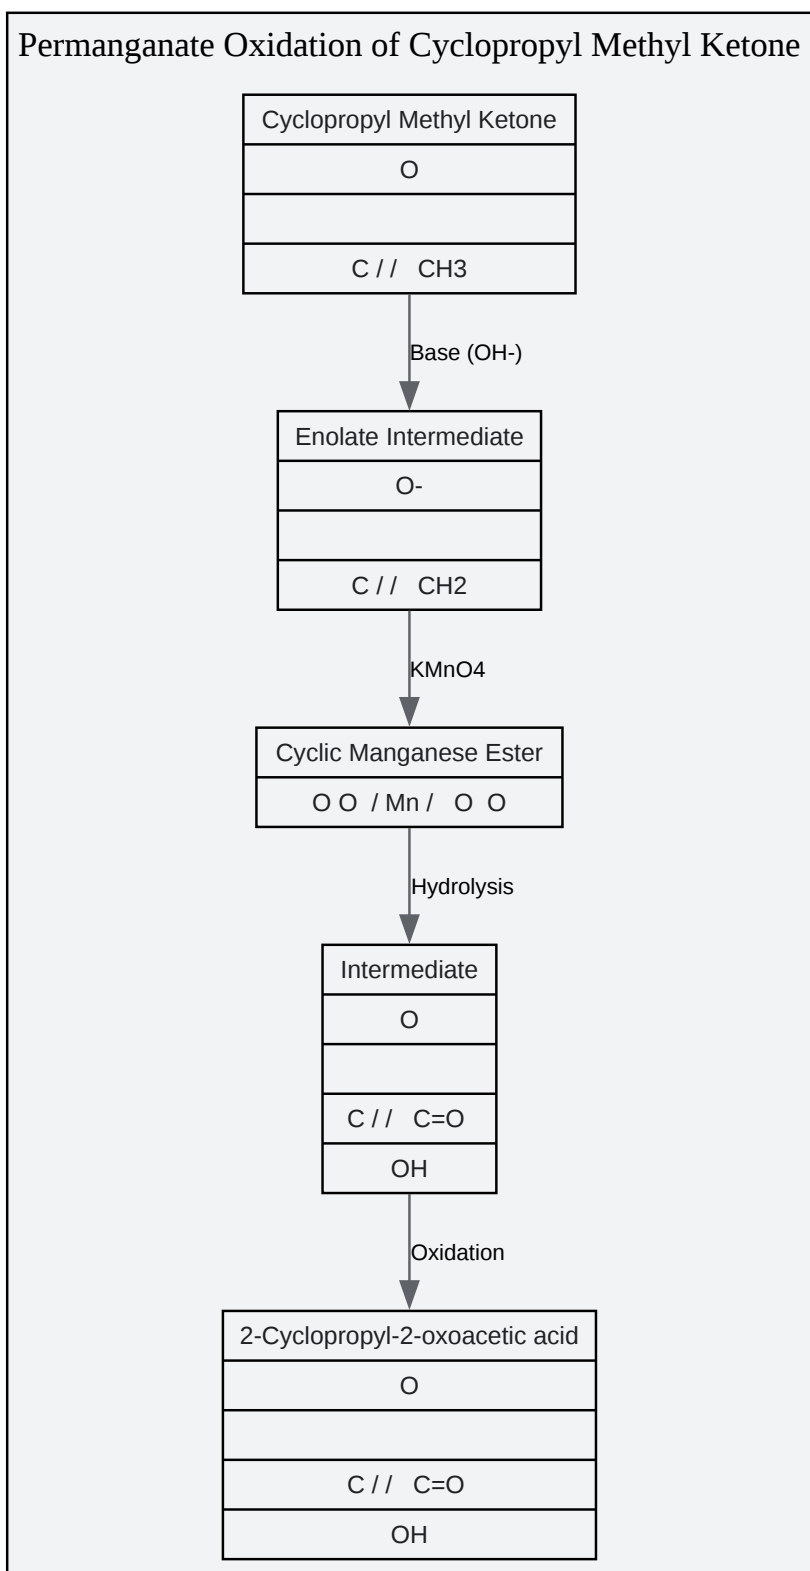 Permanganate Oxidation of Cyclopropyl Methyl Ketone
Cyclopropyl Methyl Ketone
O
C / / CH3
Base (OH-)
Enolate Intermediate
O-
C / / CH2
KMnO4
Cyclic Manganese Ester
O O / Mn / O O
Hydrolysis
Intermediate
O
C / / C=O
OH
Oxidation
2-Cyclopropyl-2-oxoacetic acid
O
C / / C=O
OH